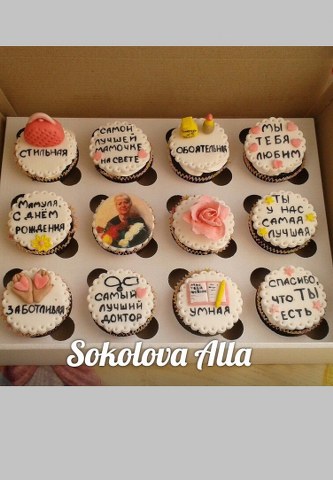 СТИЛЬНАЯ
САМОЙ
ЛУЧШЕЙ
МАМОЧКЕ
НА СВЕТЕ
ОБОЯТЕЛЬНАЯ
МЫ
ТЕБЯ
ЛЮБИМ
Мамуля,
С ДНЁМ
РОЖДЕНИЯ
ТЫ
У НАС
САМАЯ
ЛУЧШАЯ
ЗАБОТЛИВАЯ
САМЫЙ
ЛУЧШИЙ
ДОКТОР
УМНАЯ
СПАСИБО,
что ТЫ
ЕСТЬ
Sokolova Alla